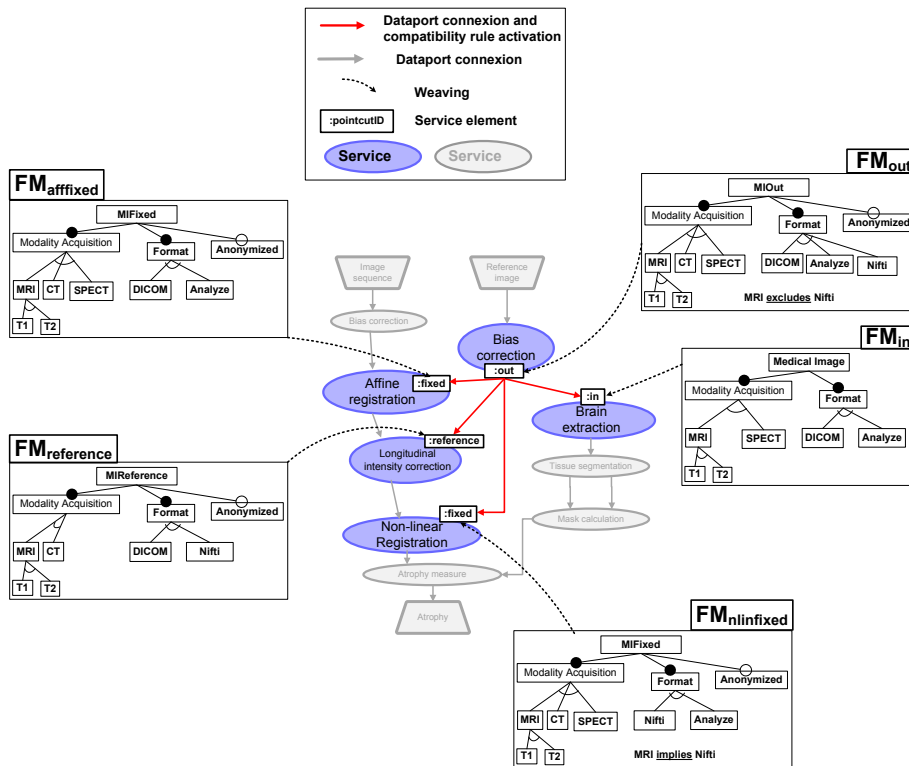 Dataport connexion and
compatibility rule activation
Dataport connexion
Weaving
:pointcutID
Service element
Service
Service
FMafffixed
MIFixed
Modality Acquisition
Format
Anonymized
MRI
CT
SPECT
DICOM
Analyze
T1
T2
FMout
MIOut
Modality Acquisition
Format
Anonymized
MRI
CT
SPECT
DICOM
Analyze
Nifti
T1
T2
MRI excludes Nifti
Image
sequence
Reference
image
Bias correction
Bias
correction
:out
:fixed
Affine
registration
:in
Brain
extraction
:reference
Longitudinal
intensity correction
Tissue segmentation
:fixed
Non-linear
Registration
Mask calculation
Atrophy measure
Atrophy
FMin
Medical Image
Modality Acquisition
Format
MRI
SPECT
DICOM
Analyze
T1
T2
FMreference
MIReference
Modality Acquisition
Format
Anonymized
MRI
CT
DICOM
Nifti
T1
T2
FMnlinfixed
MIFixed
Modality Acquisition
Format
Anonymized
MRI
CT
SPECT
Nifti
Analyze
T1
T2
MRI implies Nifti